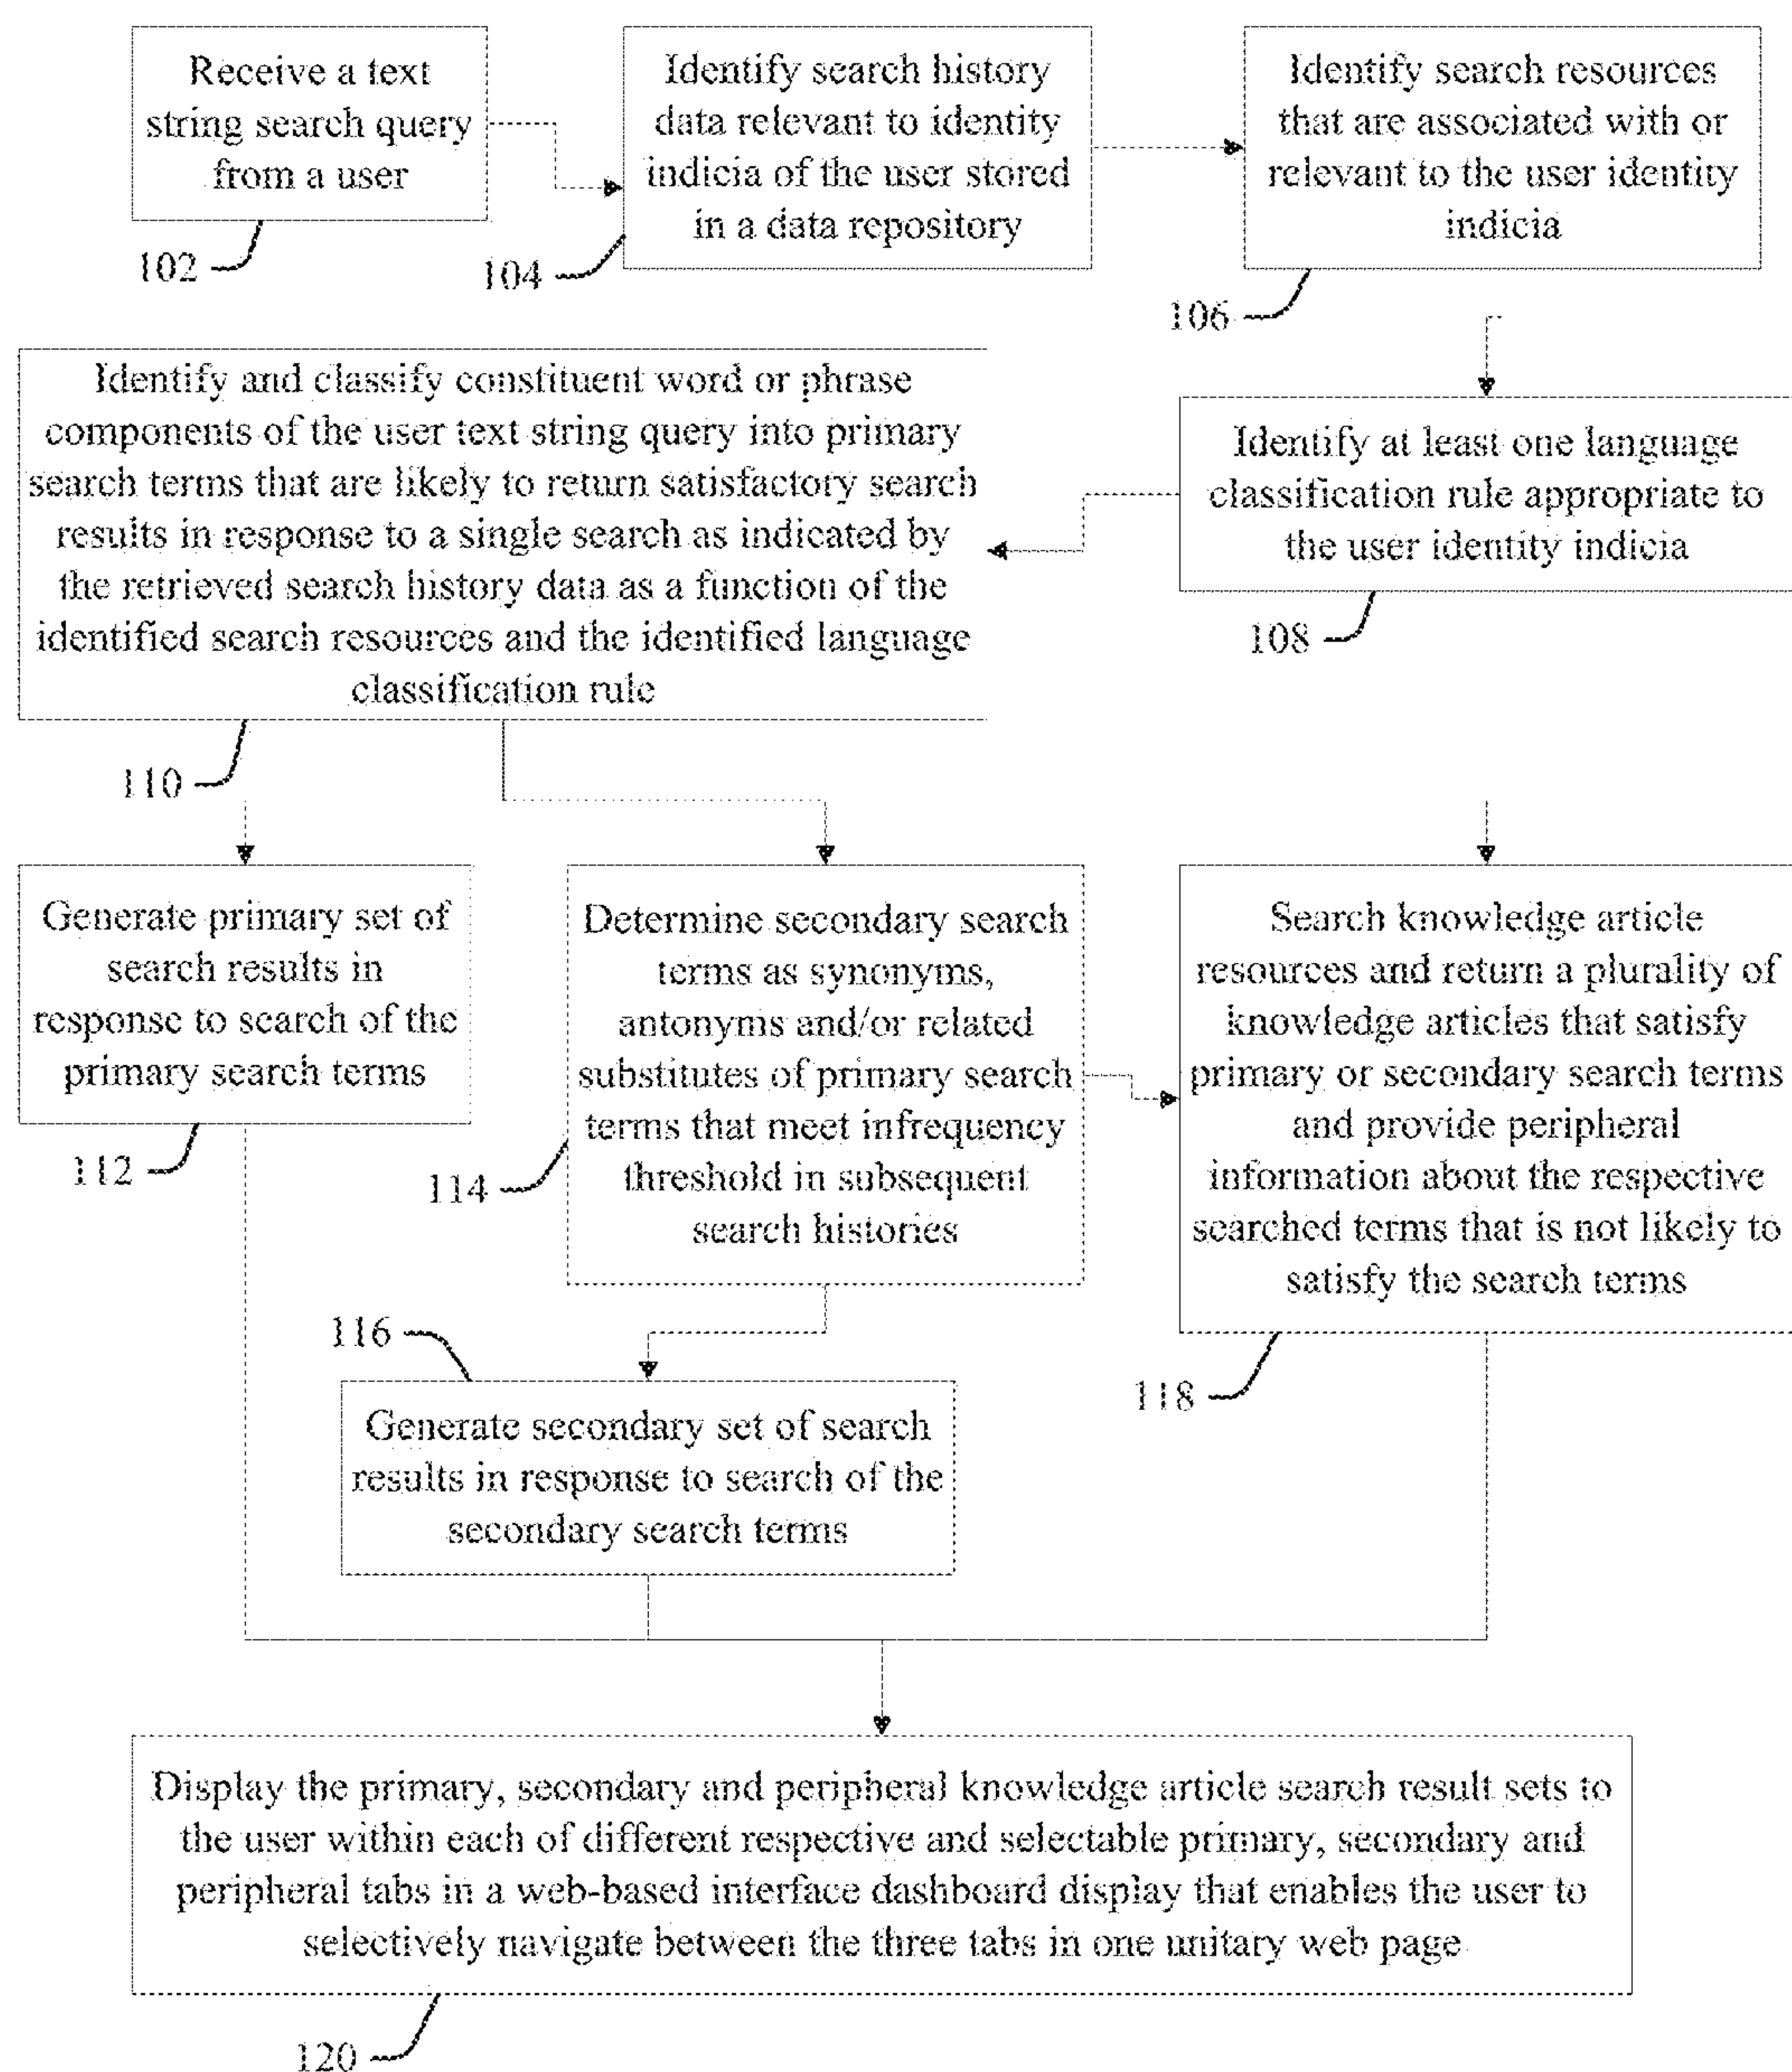 Receive a text
string search query
from a user
102
Identify search history
data relevant to identity
indicia of the user stored
in a data repository
104
Identify search resources
that are associated with or
relevant to the user identity
indicia
106
Identify at least one language
classification rule appropriate to
the user identity indicia
108
Identify and classify constituent word or phrase
components of the user text string query into primary
search terms that are likely to return satisfactory search
results in response to a single search as indicated by
the retrieved search history data as a function of the
identified search resources and the identified language
classification rule
110
Generate primary set of
search results in
response to search of the
primary search terms
112
Determine secondary search
terms as synonyms,
antonyms and/or related
substitutes of primary search
terms that meet infrequency
threshold in subsequent
search histories
114
Generate secondary set of search
results in response to search of the
secondary search terms
116
Search knowledge article
resources and return a plurality of
knowledge articles that satisfy
primary or secondary search terms
and provide peripheral
information about the respective
searched terms that is not likely to
satisfy the search terms
118
Display the primary, secondary and peripheral knowledge article search result sets to
the user within each of different respective and selectable primary, secondary and
peripheral tabs in a web-based interface dashboard display that enables the user to
selectively navigate between the three tabs in one unitary web page
120